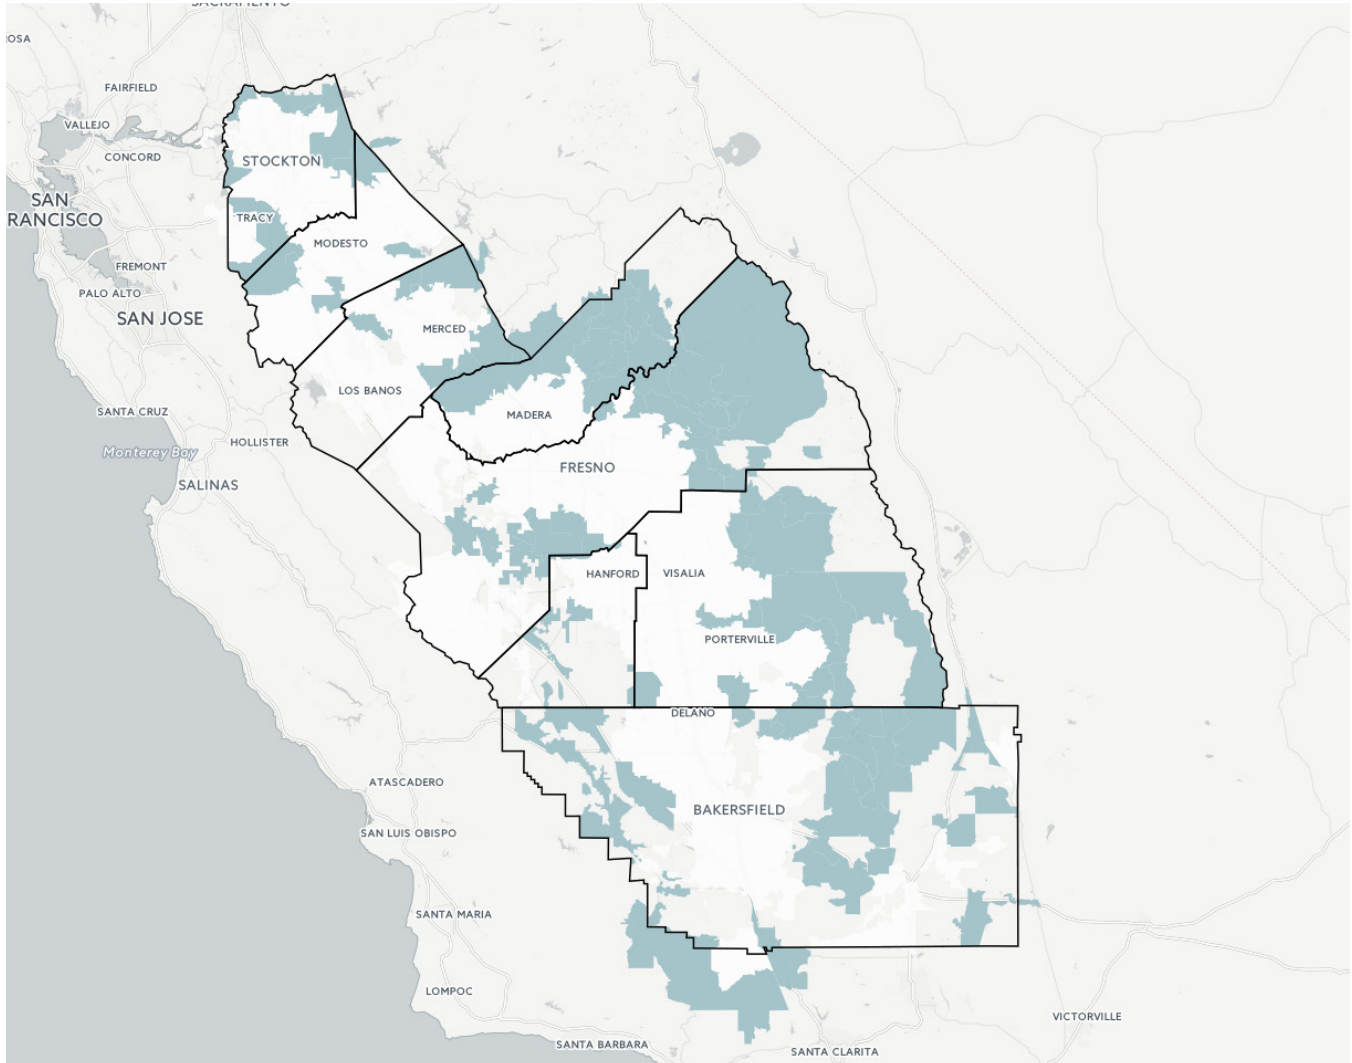 SACRAMENTO
OSA
FAIRFIELD
VALLEJO
CONCORD
STOCKTON
SAN
RANCISCO
TRACY
MODESTO
FREMONT
PALO ALTO
SAN JOSE
MERCED
LOS BANOS
SANTA CRUZ
MADERA
HOLLISTER
Monterey Bay
FRESNO
SALINAS
HANFORD
VISALIA
PORTERVILLE
DELANO
ATASCADERO
BAKERSFIELD
SAN LUIS OBISPO
SANTA MARIA
LOMPOC
VICTORVILLE
SANTA BARBARA
SANTA CLARITA